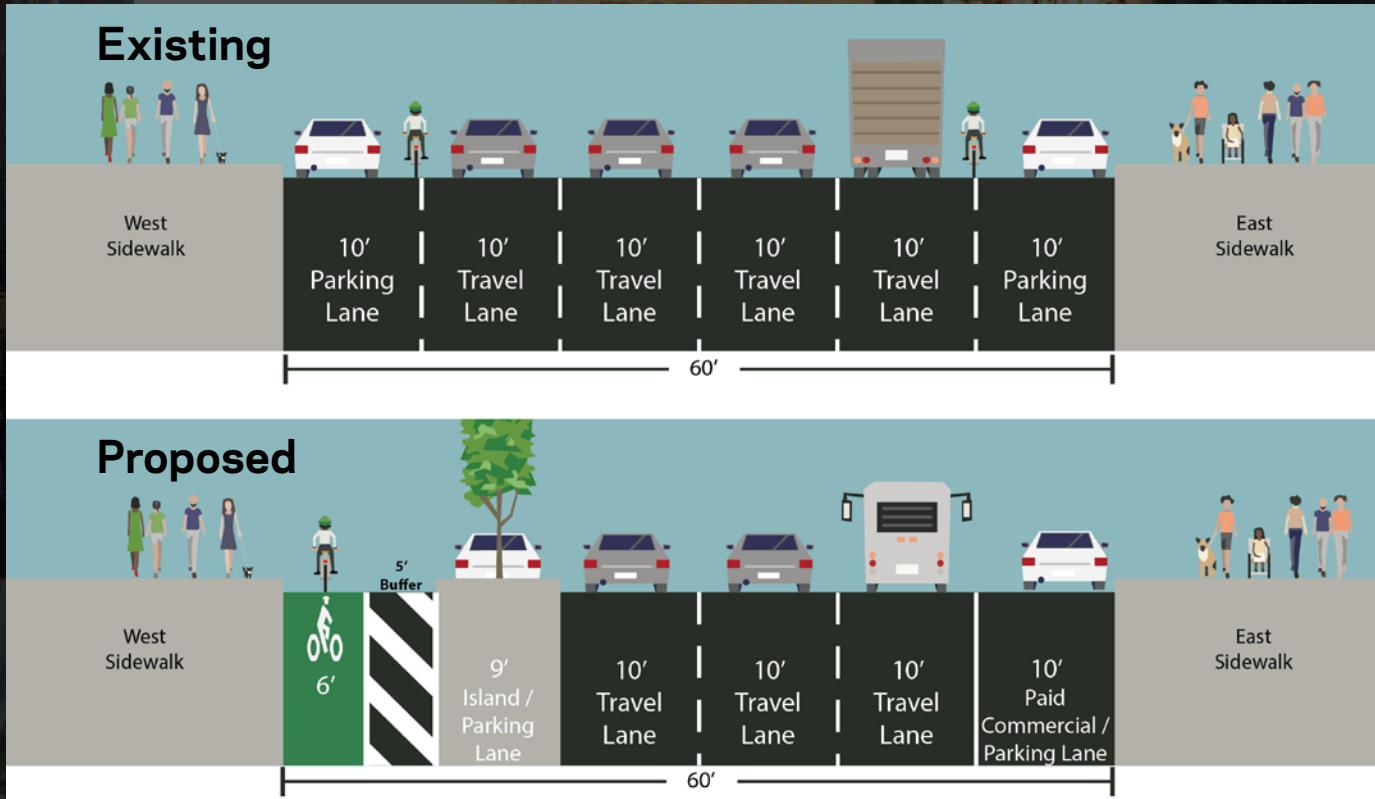 Existing
West
Sidewalk
10'
Parking
Lane
10'
Travel
Lane
10'
Travel
Lane
10'
Travel
Lane
10'
Travel
Lane
10'
Parking
Lane
East
Sidewalk
60'
Proposed
West
Sidewalk
6'
5'
Buffer
9'
Island /
Parking
Lane
10'
Travel
Lane
10'
Travel
Lane
10'
Travel
Lane
10'
Paid
Commercial /
Parking Lane
East
Sidewalk
60'